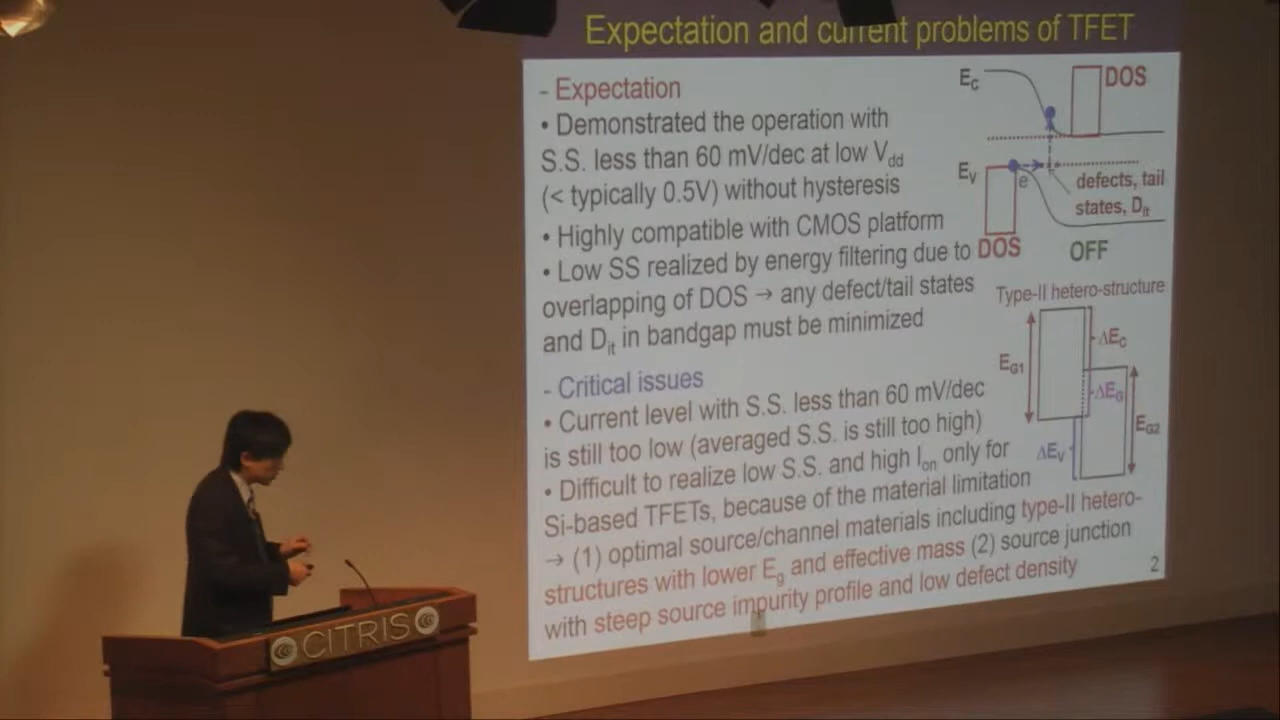 Expectation and current problems of TFET
- Expectation
• Demonstrated the operation with
S.S. less than 60 mV/dec at low Vdd
(< typically 0.5V) without hysteresis
• Highly compatible with CMOS platform
• Low SS realized by energy filtering due to
overlapping of DOS → any defect/tail states
and Dit in bandgap must be minimized
- Critical issues
• Current level with S.S. less than 60 mV/dec
is still too low (averaged S.S. is still too high)
• Difficult to realize low S.S. and high Ion only for
Si-based TFETs, because of the material limitation
→ (1) optimal source/channel materials including type-II hetero-
structures with lower Eg and effective mass (2) source junction
with steep source impurity profile and low defect density
EC
DOS
EV
e
defects, tail
states, Dit
DOS
OFF
Type-II hetero-structure
ΔEC
EG1
ΔEG
EG2
ΔEV
2
CITRIS